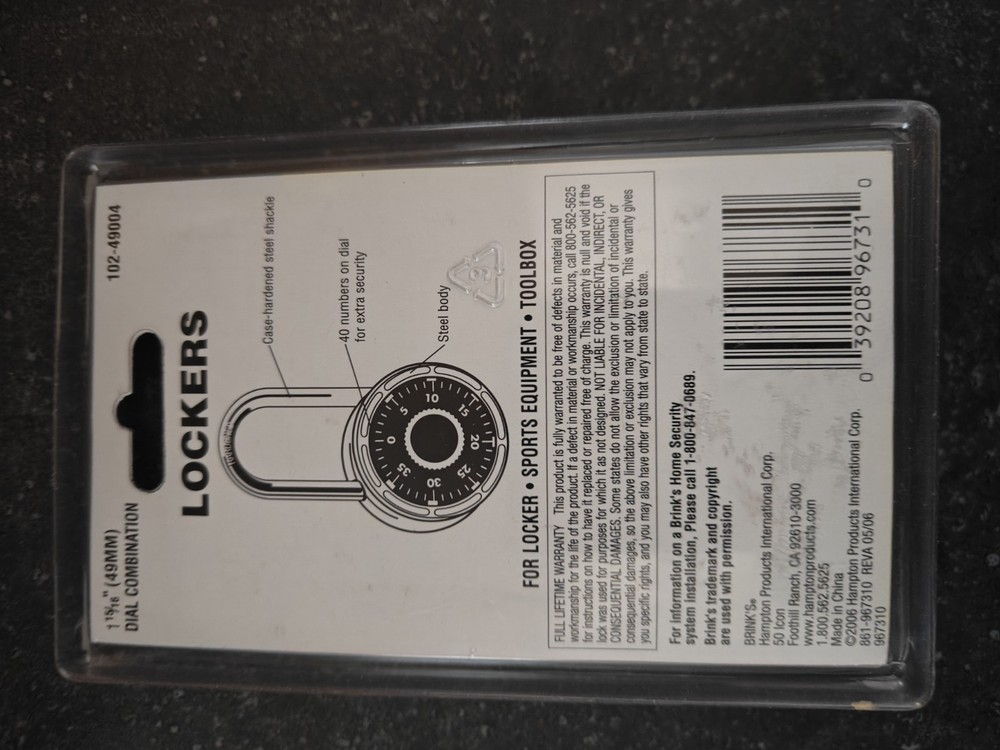 1 15/16" (49MM)
DIAL COMBINATION
102-49004
LOCKERS
Case-hardened steel shackle
40 numbers on dial
for extra security
Steel body
0
5
10
15
20
25
30
35
3
FOR LOCKER • SPORTS EQUIPMENT • TOOLBOX
FULL LIFETIME WARRANTY This product is fully warranted to be free of defects in material and
workmanship for the life of the product. If a defect in material or workmanship occurs, call 800-562-5625
for instructions on how to have it replaced or repaired free of charge. This warranty is null and void if the
lock was used for purposes for which it as not designed. NOT LIABLE FOR INCIDENTAL, INDIRECT, OR
CONSEQUENTIAL DAMAGES. Some states do not allow the exclusion or limitation of incidental or
consequential damages, so the above limitation or exclusion may not apply to you. This warranty gives
you specific rights, and you may also have other rights that vary from state to state.
For information on a Brink's Home Security
system installation, Please call 1-800-847-0689.
Brink's trademark and copyright
are used with permission.
BRINK'S®
Hampton Products International Corp.
50 Icon
Foothill Ranch, CA 92610-3000
www.hamptonproducts.com
1.800.562.5625
Made in China
©2006 Hampton Products International Corp.
861-967310 REVA 05/06
967310
0 39208 96731 0